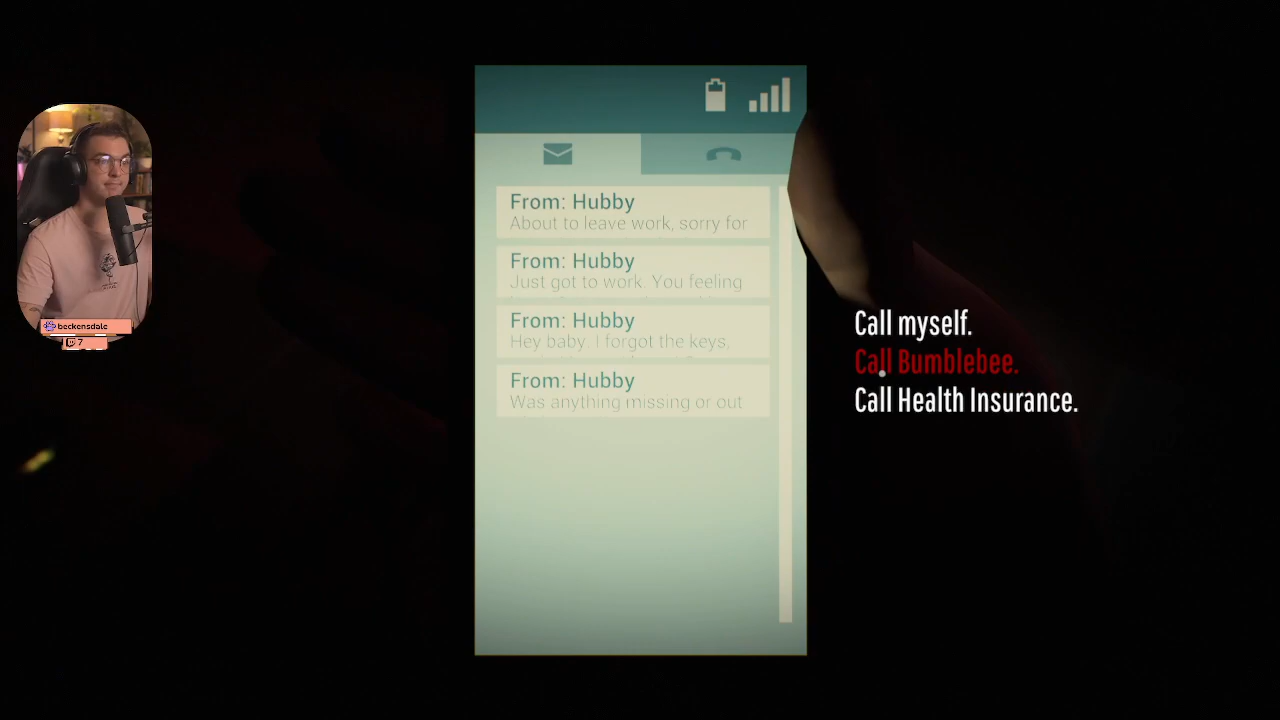 From: Hubby
About to leave work, sorry for
From: Hubby
Just got to work. You feeling
From: Hubby
Hey baby. I forgot the keys,
From: Hubby
Was anything missing or out
Call myself.
Call Bumblebee.
Call Health Insurance.
beckensdale
7